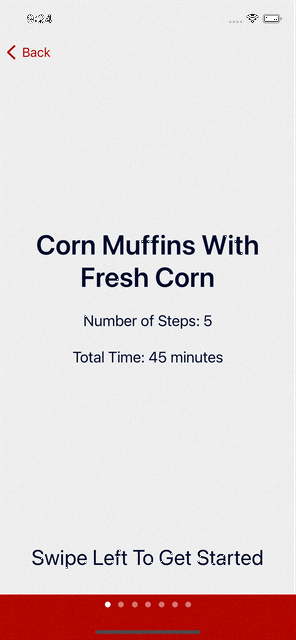 9:24
Back
Corn Muffins With
Fresh Corn
Number of Steps: 5
Total Time: 45 minutes
Swipe Left To Get Started